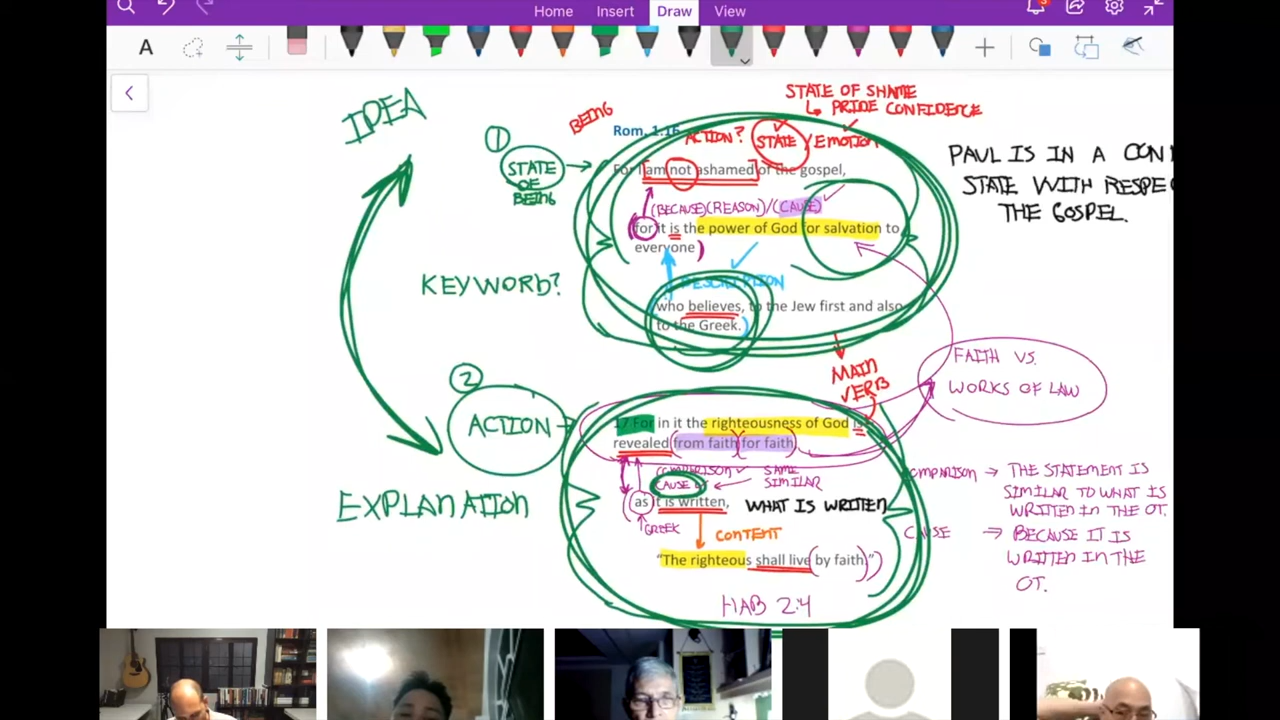 Home Insert Draw View
A
STATE OF SHAME
↳ PRIDE CONFIDENCE
IDEA
BEING
①
Rom. 1:16 ACTION? STATE / EMOTION
STATE OF BEING → For I am not ashamed of the gospel,
PAUL IS IN A CON
STATE WITH RESPE
THE GOSPEL.
(BECAUSE)(REASON)/(CAUSE)
(for it is the power of God for salvation to
everyone)
KEYWORD?
DESCRIPTION
(who believes, to the Jew first and also
to the Greek.)
MAIN
VERB
FAITH VS.
WORKS OF LAW
②
ACTION →
17 For in it the righteousness of God is
revealed (from faith)(for faith)
COMPARISON SAME
CAUSE SIMILAR
(as it is written, WHAT IS WRITTEN
GREEK
CONTENT
EXPLANATION
"The righteous shall live (by faith.")
HAB 2:4
COMPARISON → THE STATEMENT IS
SIMILAR TO WHAT IS
WRITTEN IN THE OT.
CAUSE → BECAUSE IT IS
WRITTEN IN THE
OT.